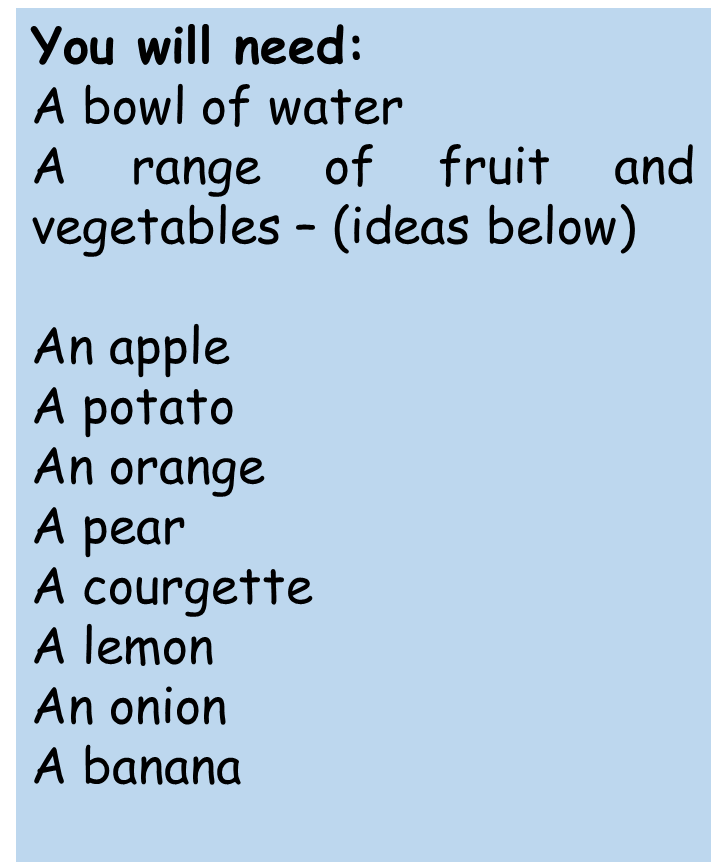 You will need:
A bowl of water
A range of fruit and
vegetables – (ideas below)
An apple
A potato
An orange
A pear
A courgette
A lemon
An onion
A banana